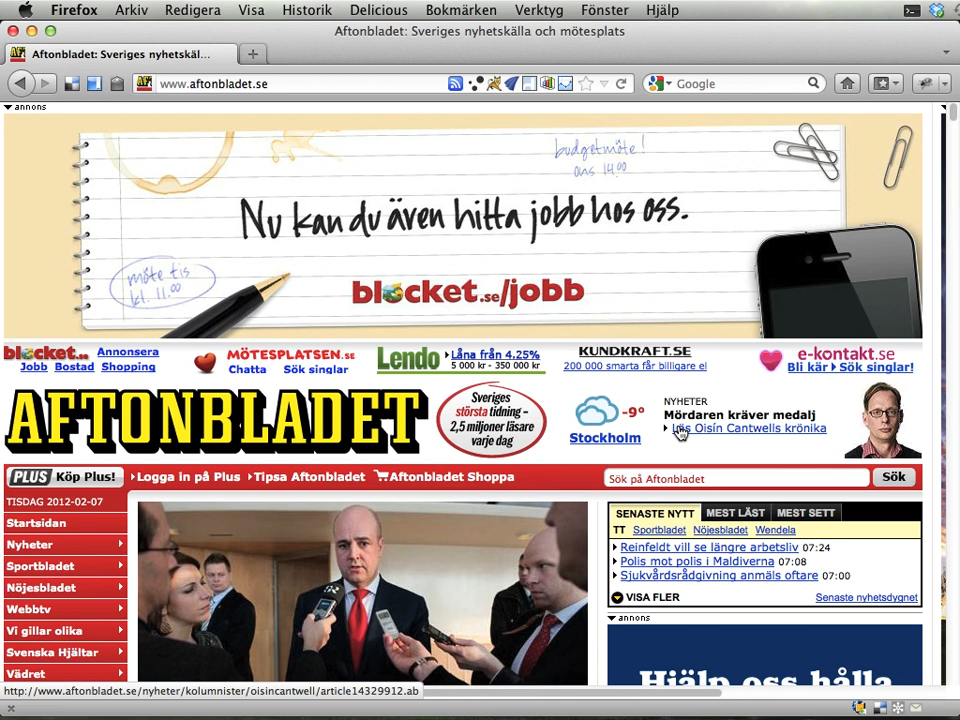 Firefox Arkiv Redigera Visa Historik Delicious Bokmärken Verktyg Fönster Hjälp
Aftonbladet: Sveriges nyhetskälla och mötesplats
Aftonbladet: Sveriges nyhetskäl...
www.aftonbladet.se
Google
annons
budgetmöte!
ons 14.00
Nu kan du även hitta jobb hos oss.
möte tis
kl. 11.00
blocket.se/jobb
blocket.se Annonsera
Jobb Bostad Shopping
MÖTESPLATSEN.SE
Chatta Sök singlar
Lendo Låna från 4.25%
5 000 kr - 350 000 kr
KUNDKRAFT.SE
200 000 smarta får billigare el
e-kontakt.se
Bli kär Sök singlar!
AFTONBLADET
Sveriges
största tidning –
2,5 miljoner läsare
varje dag
-9°
Stockholm
NYHETER
Mördaren kräver medalj
Läs Oisín Cantwells krönika
PLUS Köp Plus! Logga in på Plus Tipsa Aftonbladet Aftonbladet Shoppa
Sök på Aftonbladet Sök
TISDAG 2012-02-07
Startsidan
Nyheter
Sportbladet
Nöjesbladet
Webbtv
Vi gillar olika
Svenska Hjältar
Vädret
SENASTE NYTT MEST LÄST MEST SETT
TT Sportbladet Nöjesbladet Wendela
Reinfeldt vill se längre arbetsliv 07:24
Polis mot polis i Maldiverna 07:08
Sjukvårdsrådgivning anmäls oftare 07:00
VISA FLER Senaste nyhetsdygnet
annons
Hjälp oss hålla
http://www.aftonbladet.se/nyheter/kolumnister/oisincantwell/article14329912.ab